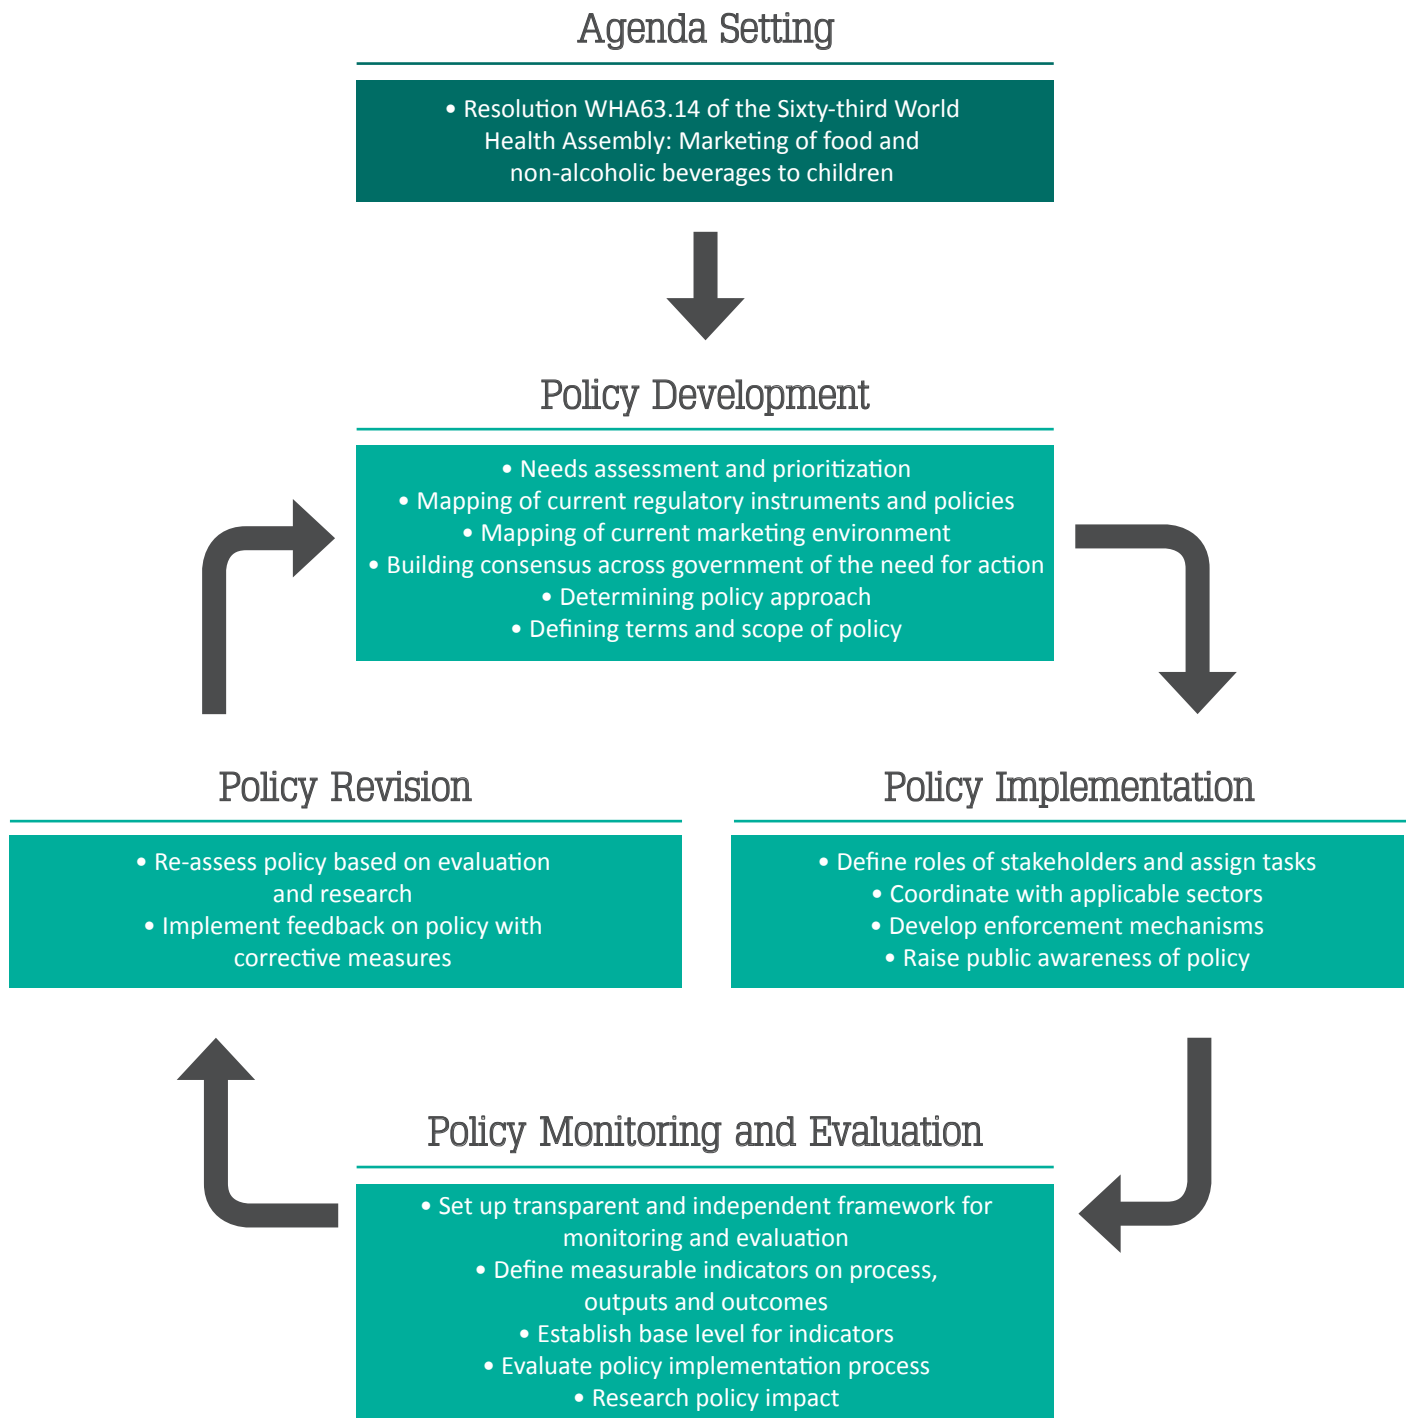 Agenda Setting
• Resolution WHA63.14 of the Sixty-third World
Health Assembly: Marketing of food and
non-alcoholic beverages to children
Policy Development
• Needs assessment and prioritization
• Mapping of current regulatory instruments and policies
• Mapping of current marketing environment
• Building consensus across government of the need for action
• Determining policy approach
• Defining terms and scope of policy
Policy Revision
• Re-assess policy based on evaluation
and research
• Implement feedback on policy with
corrective measures
Policy Implementation
• Define roles of stakeholders and assign tasks
• Coordinate with applicable sectors
• Develop enforcement mechanisms
• Raise public awareness of policy
Policy Monitoring and Evaluation
• Set up transparent and independent framework for
monitoring and evaluation
• Define measurable indicators on process,
outputs and outcomes
• Establish base level for indicators
• Evaluate policy implementation process
• Research policy impact